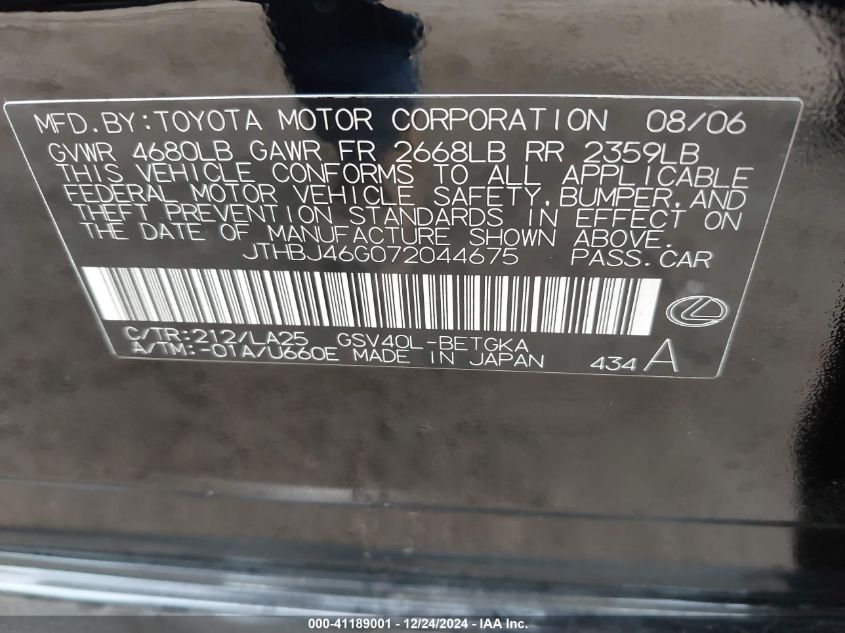 MFD.BY:TOYOTA MOTOR CORPORATION 08/06
GVWR 4680LB GAWR FR 2668LB RR 2359LB
THIS VEHICLE CONFORMS TO ALL APPLICABLE
FEDERAL MOTOR VEHICLE SAFETY,BUMPER,AND
THEFT PREVENTION STANDARDS IN EFFECT ON
THE DATE OF MANUFACTURE SHOWN ABOVE.
JTHBJ46G072044675 PASS.CAR
C/TR:212/LA25 GSV40L-BETGKA
A/TM:-01A/U660E MADE IN JAPAN 434A
000-41189001 - 12/24/2024 - IAA Inc.